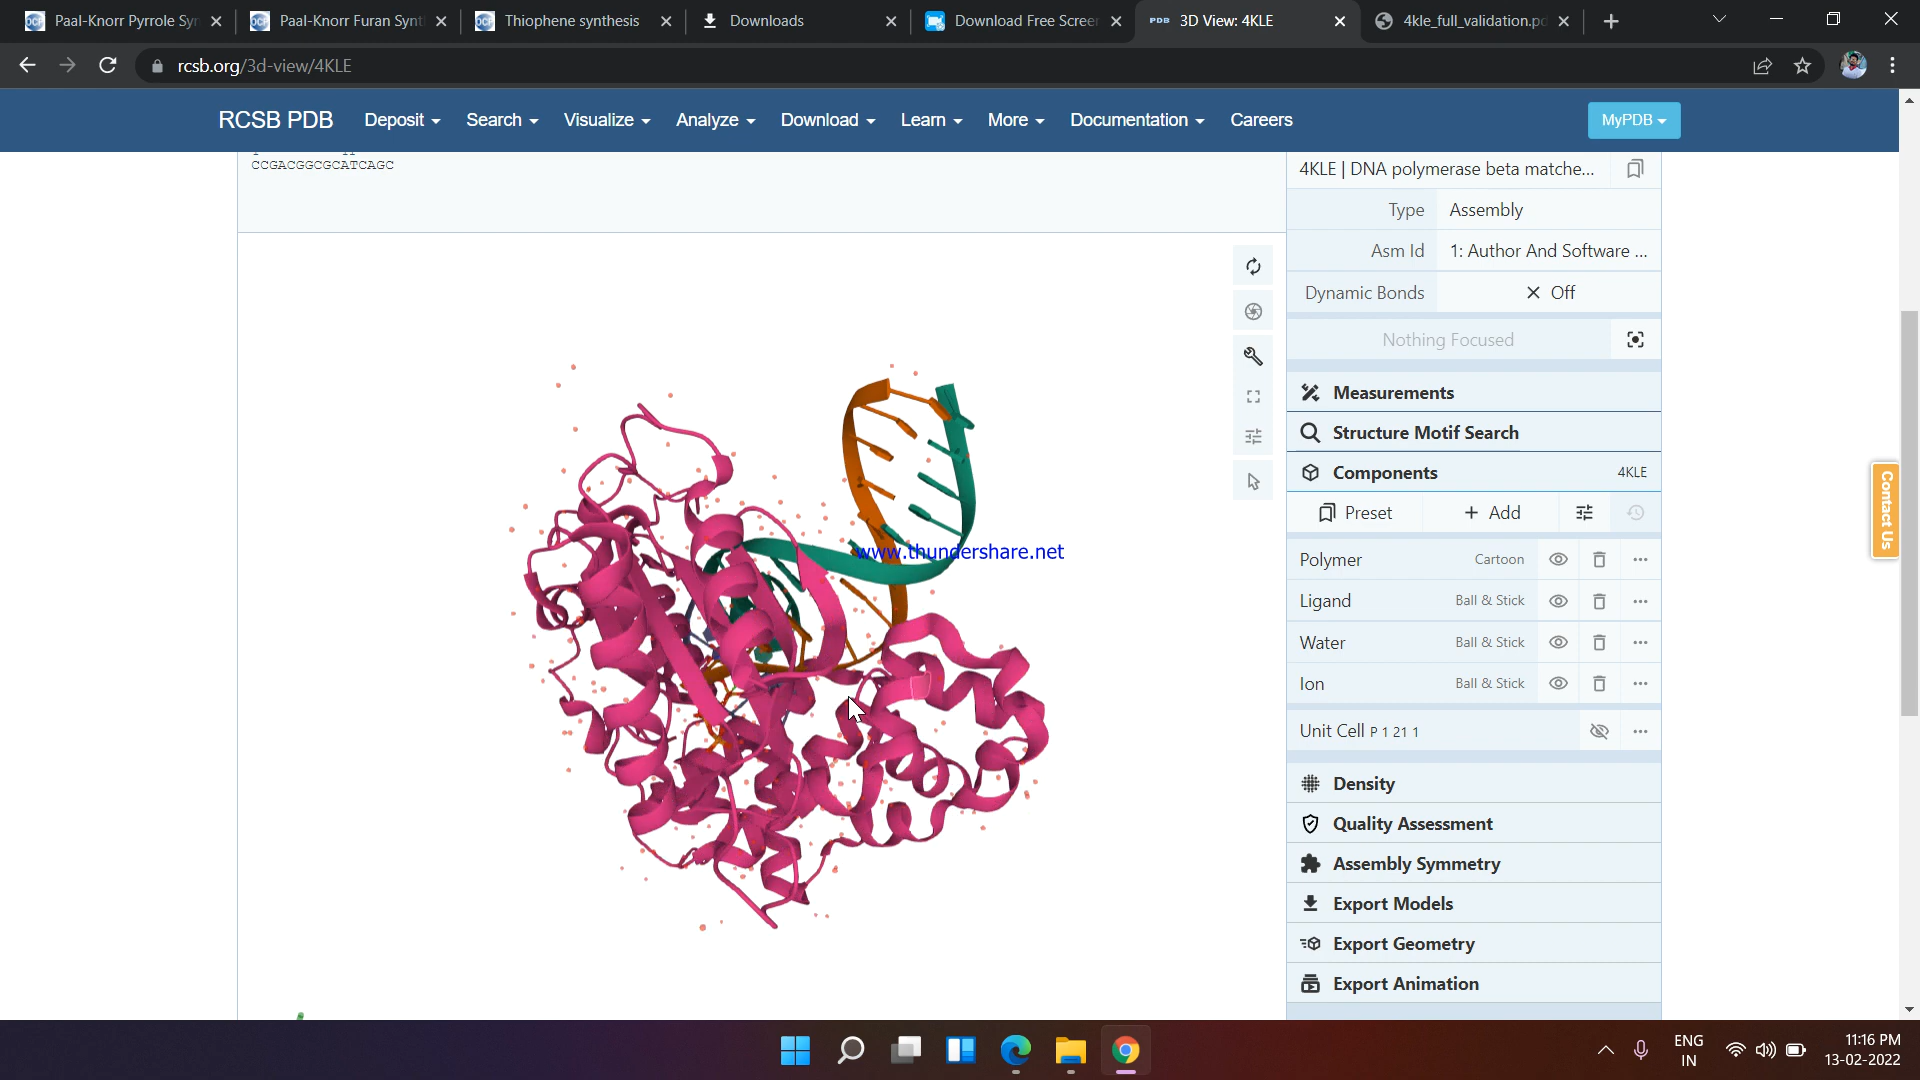 Paal-Knorr Pyrrole Syn
Paal-Knorr Furan Synt
Thiophene synthesis
Downloads
Download Free Screen
PDB 3D View: 4KLE
4kle_full_validation.pd
rcsb.org/3d-view/4KLE
RCSB PDB
Deposit
Search
Visualize
Analyze
Download
Learn
More
Documentation
Careers
MyPDB
CCGACGGCGCATCAGC
4KLE | DNA polymerase beta matche...
Type Assembly
Asm Id 1: Author And Software ...
Dynamic Bonds Off
Nothing Focused
Measurements
Structure Motif Search
Components 4KLE
Preset
+ Add
Polymer Cartoon
Ligand Ball & Stick
Water Ball & Stick
Ion Ball & Stick
Unit Cell P 1 21 1
Density
Quality Assessment
Assembly Symmetry
Export Models
Export Geometry
Export Animation
www.thundershare.net
Contact Us
ENG
IN
11:16 PM
13-02-2022